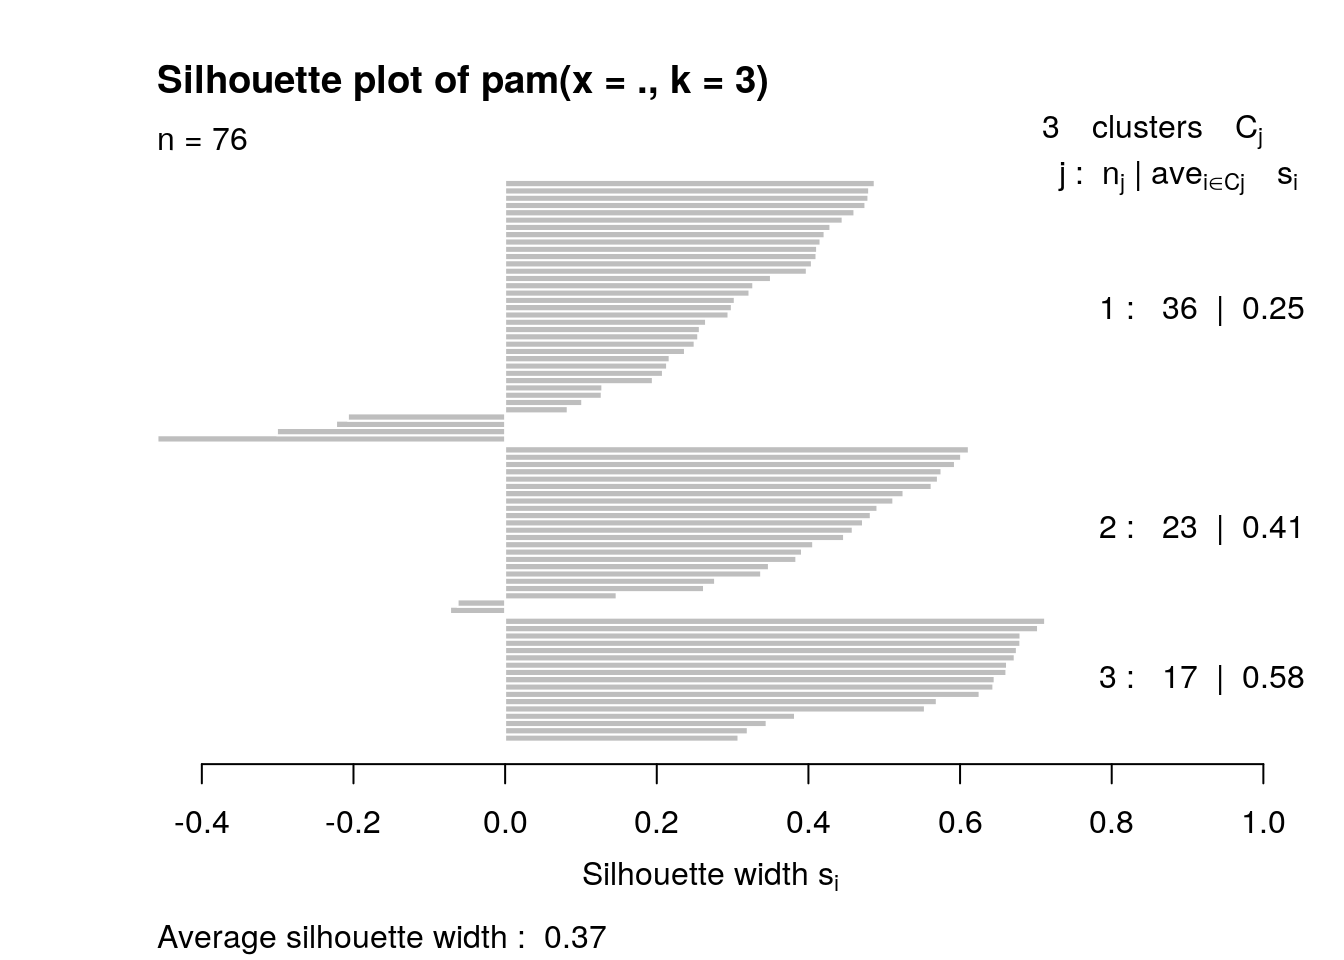 Silhouette plot of pam(x = ., k = 3)
n = 76
3 clusters Cj
j : nj | avei∈Cj si
1 : 36 | 0.25
2 : 23 | 0.41
3 : 17 | 0.58
-0.4 -0.2 0.0 0.2 0.4 0.6 0.8 1.0
Silhouette width si
Average silhouette width : 0.37